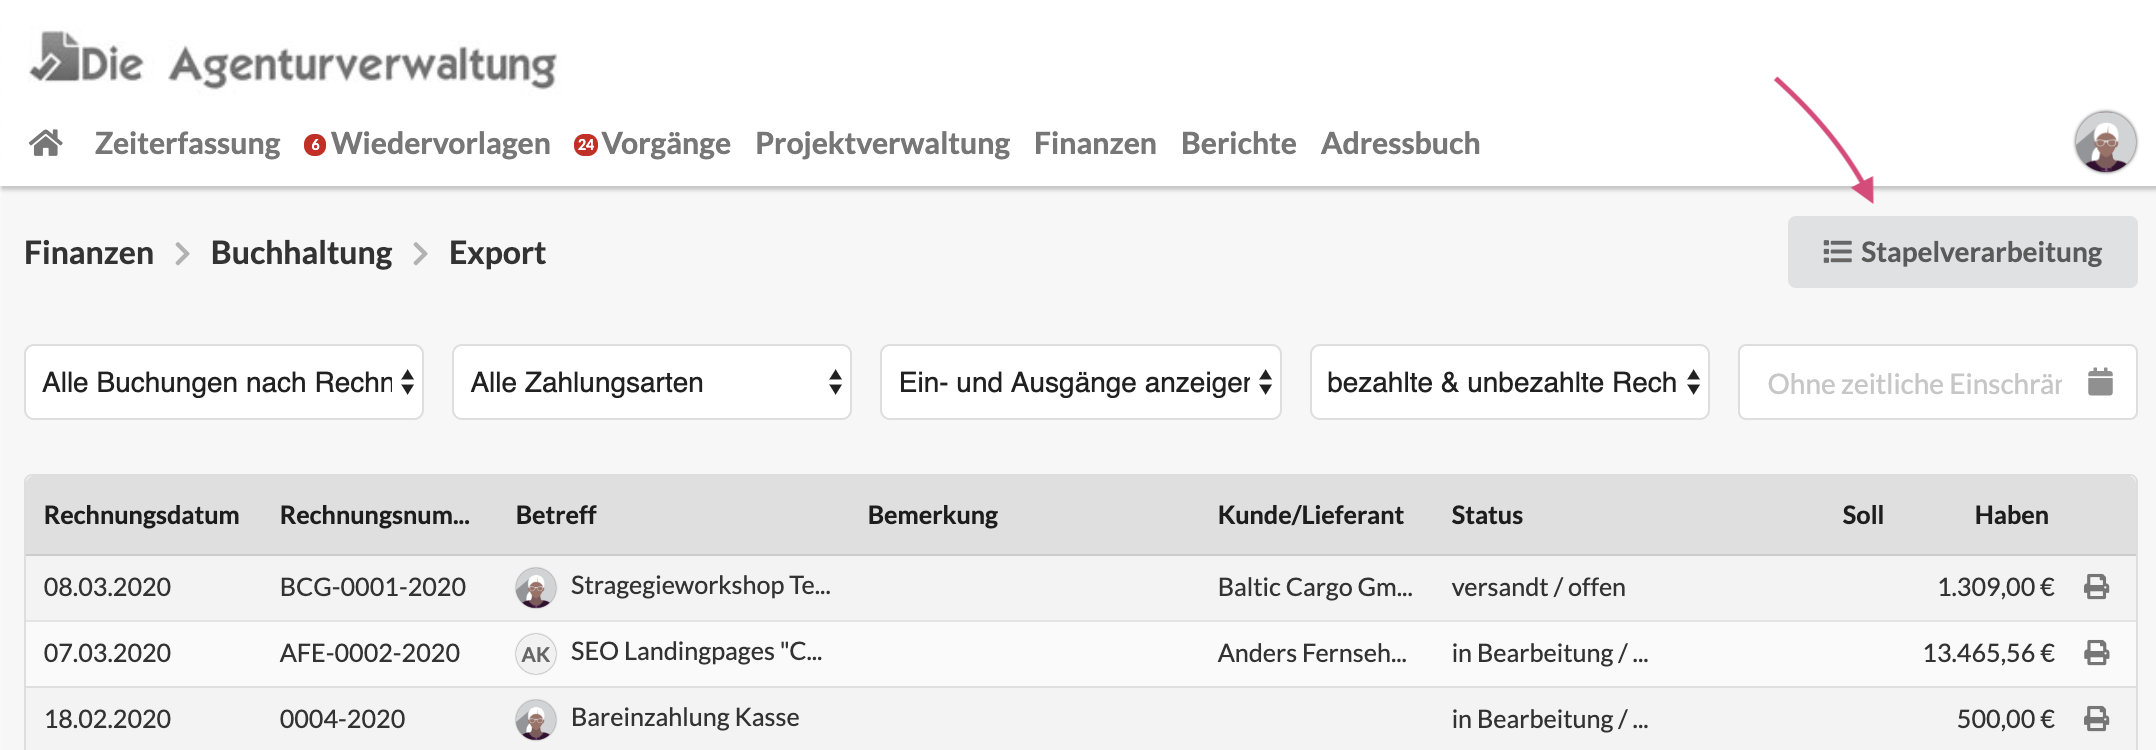 Die Agenturverwaltung
Zeiterfassung 6 Wiedervorlagen 24 Vorgänge Projektverwaltung Finanzen Berichte Adressbuch
Finanzen > Buchhaltung > Export
Stapelverarbeitung
Alle Buchungen nach Rechn Alle Zahlungsarten Ein- und Ausgänge anzeiger bezahlte & unbezahlte Rech Ohne zeitliche Einschrär
Rechnungsdatum Rechnungsnum... Betreff Bemerkung Kunde/Lieferant Status Soll Haben
08.03.2020 BCG-0001-2020 Stragegieworkshop Te... Baltic Cargo Gm... versandt / offen 1.309,00 €
07.03.2020 AFE-0002-2020 AK SEO Landingpages "C... Anders Fernseh... in Bearbeitung / ... 13.465,56 €
18.02.2020 0004-2020 Bareinzahlung Kasse in Bearbeitung / ... 500,00 €